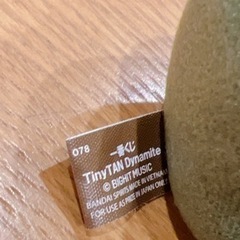 078
一番くじ
TinyTAN Dynamite
© BIGHIT MUSIC
BANDAI SPIRITS MADE IN VIETNAM
FOR USE AS PRIZE IN JAPAN ONLY